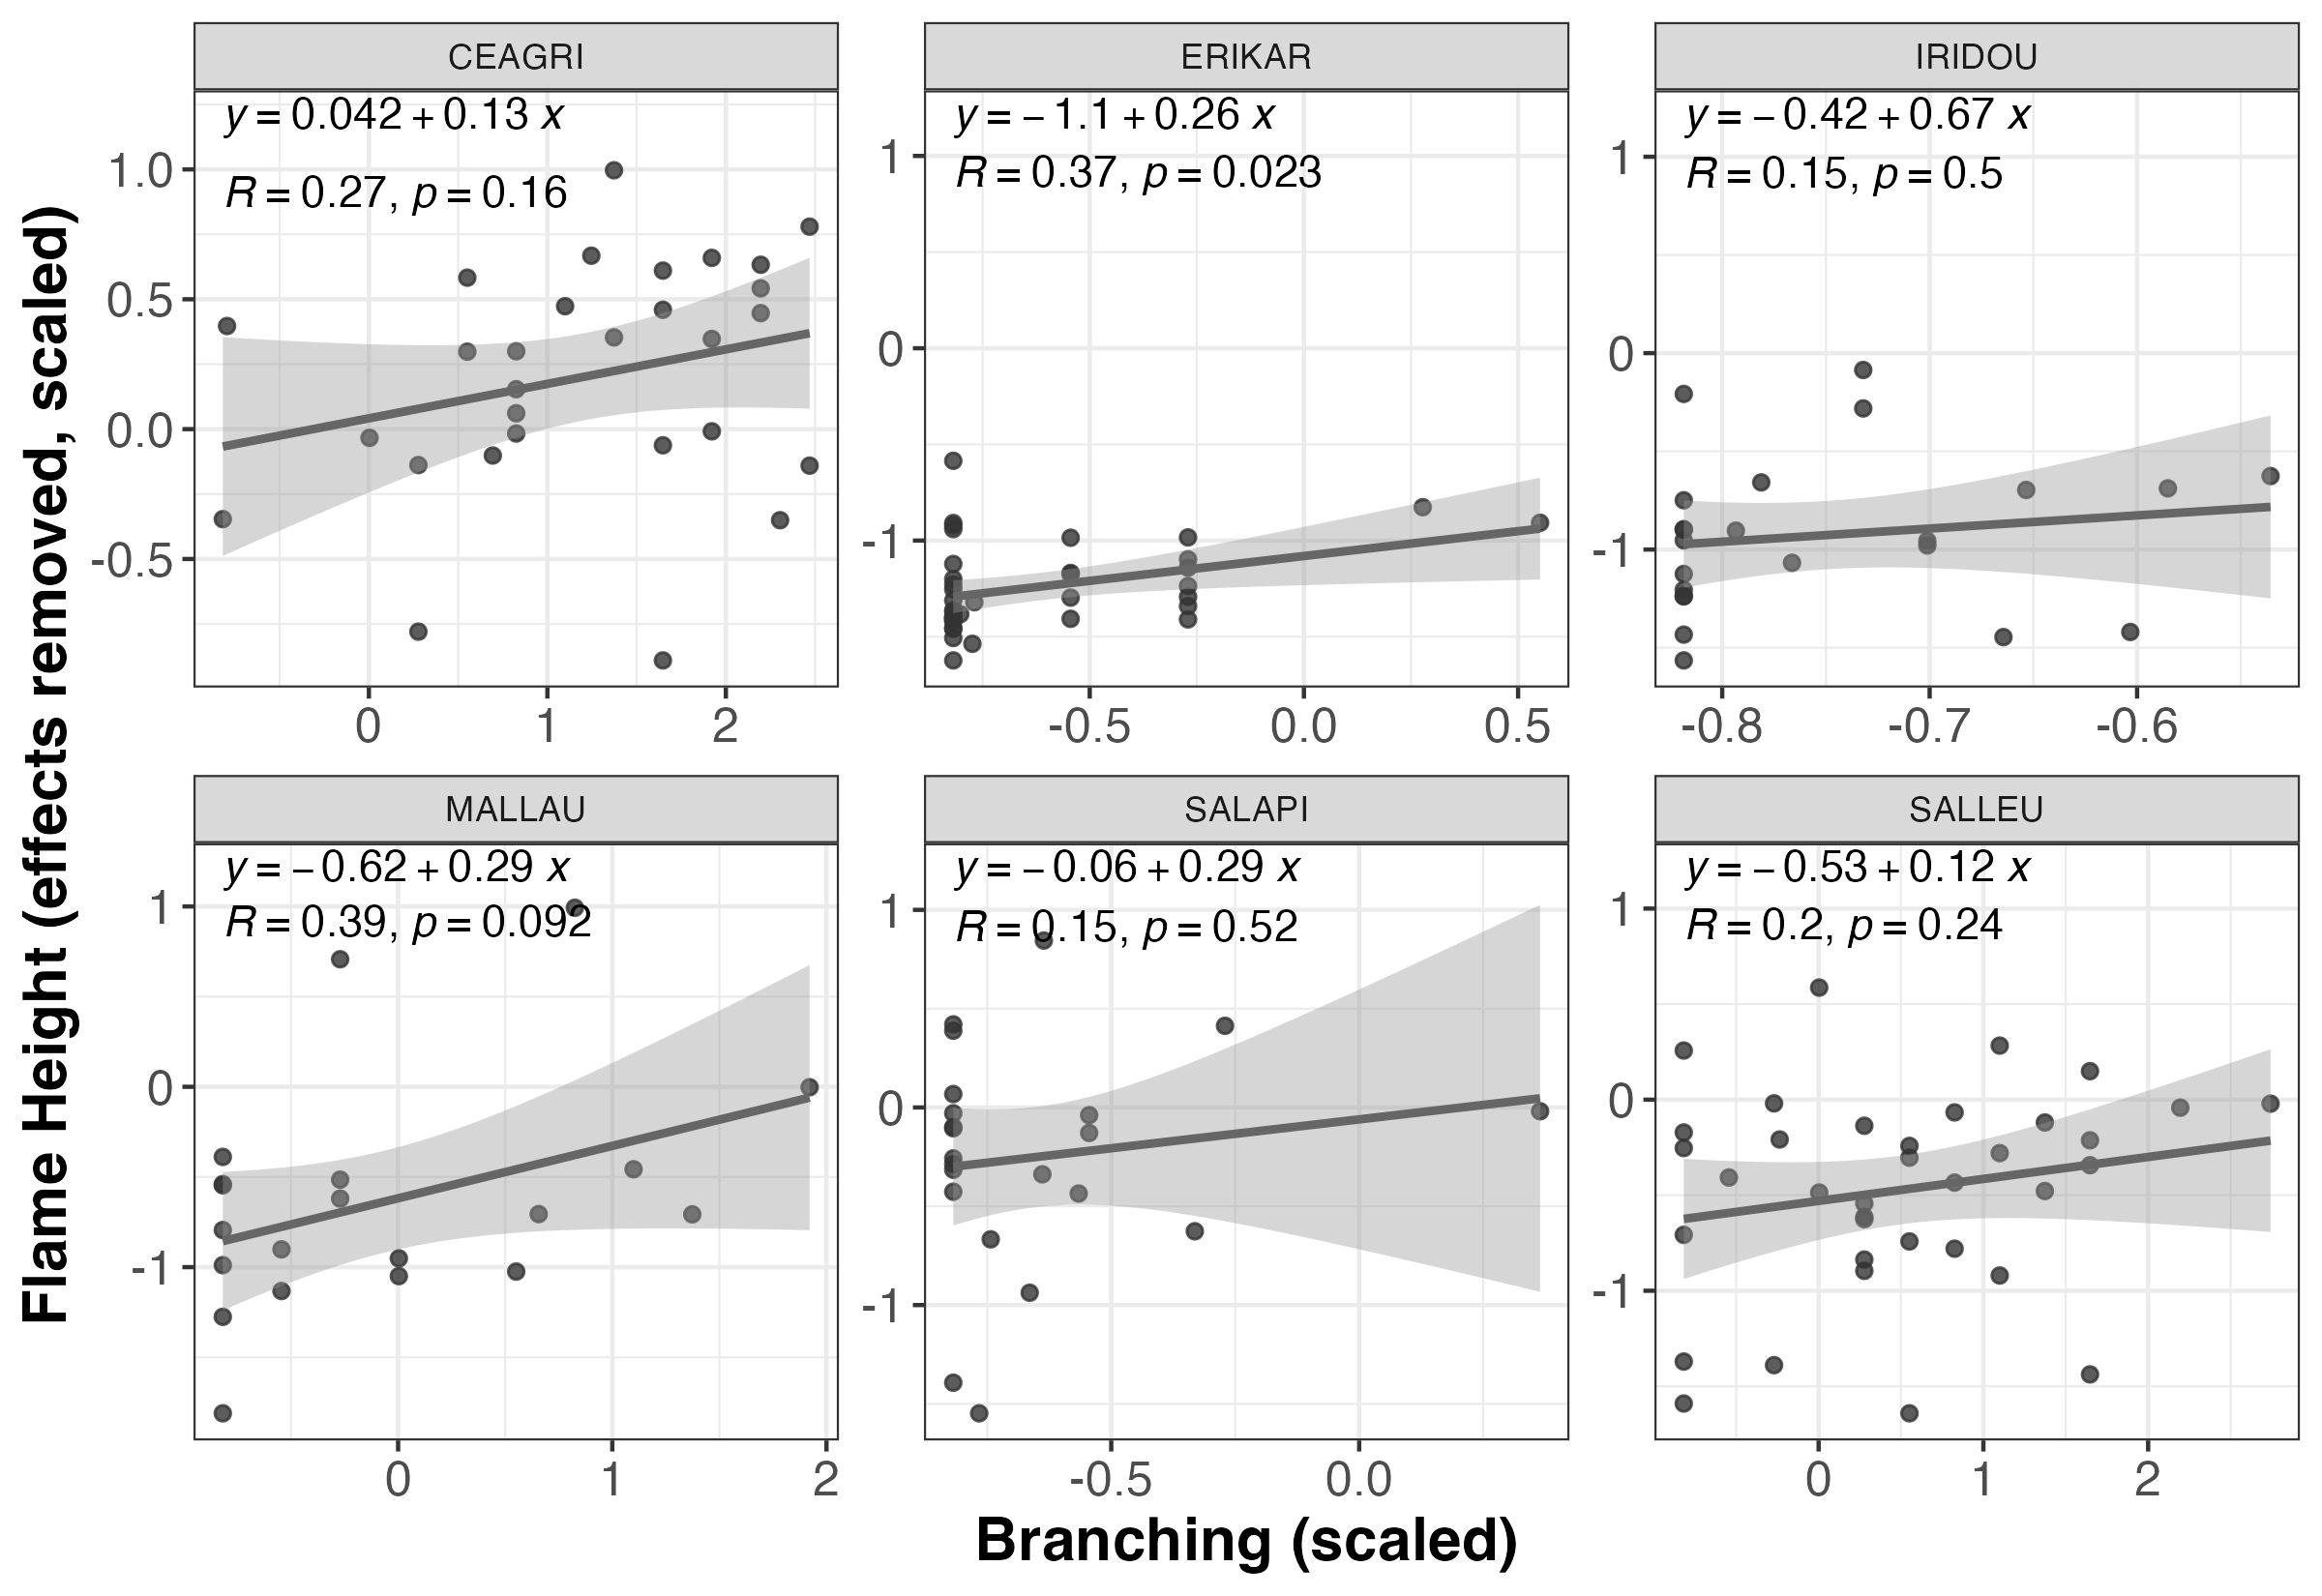 CEAGRI
ERIKAR
IRIDOU
y = 0.042 + 0.13 x
R = 0.27, p = 0.16
y = − 1.1 + 0.26 x
R = 0.37, p = 0.023
y = − 0.42 + 0.67 x
R = 0.15, p = 0.5
1.0
0.5
0.0
-0.5
1
0
-1
1
0
-1
0 1 2
-0.5 0.0 0.5
-0.8 -0.7 -0.6
MALLAU
SALAPI
SALLEU
y = − 0.62 + 0.29 x
R = 0.39, p = 0.092
y = − 0.06 + 0.29 x
R = 0.15, p = 0.52
y = − 0.53 + 0.12 x
R = 0.2, p = 0.24
1
0
-1
1
0
-1
1
0
-1
0 1 2
-0.5 0.0
0 1 2
Flame Height (effects removed, scaled)
Branching (scaled)